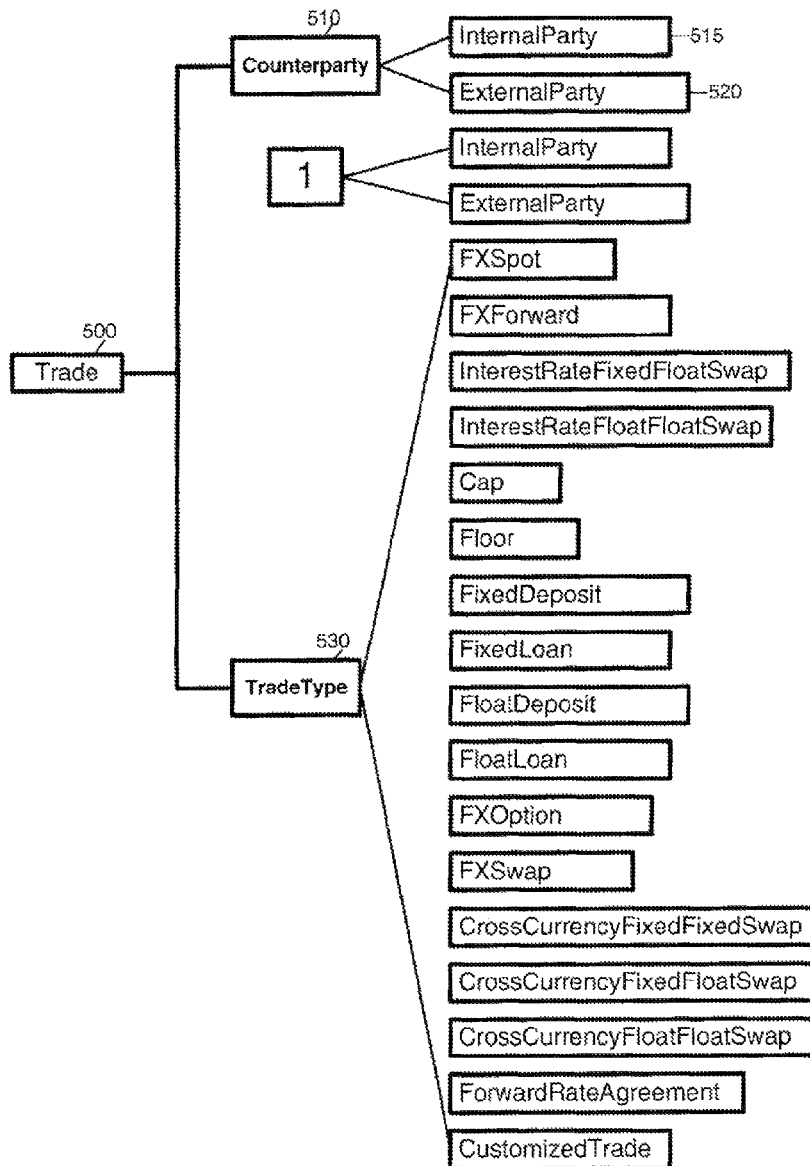 510
Counterparty
InternalParty
515
ExternalParty
520
1
InternalParty
ExternalParty
500
Trade
530
TradeType
FXSpot
FXForward
InterestRateFixedFloatSwap
InterestRateFloatFloatSwap
Cap
Floor
FixedDeposit
FixedLoan
FloatDeposit
FloatLoan
FXOption
FXSwap
CrossCurrencyFixedFixedSwap
CrossCurrencyFixedFloatSwap
CrossCurrencyFloatFloatSwap
ForwardRateAgreement
CustomizedTrade